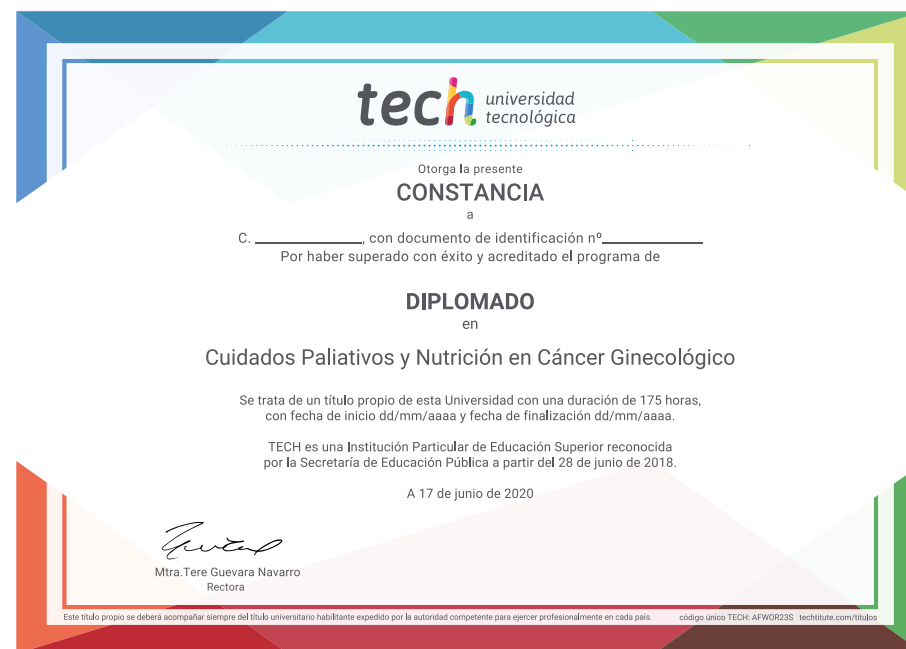 tech universidad
tecnológica
Otorga la presente
CONSTANCIA
a
C. ____________, con documento de identificación nº____________
Por haber superado con éxito y acreditado el programa de
DIPLOMADO
en
Cuidados Paliativos y Nutrición en Cáncer Ginecológico
Se trata de un título propio de esta Universidad con una duración de 175 horas,
con fecha de inicio dd/mm/aaaa y fecha de finalización dd/mm/aaaa.
TECH es una Institución Particular de Educación Superior reconocida
por la Secretaría de Educación Pública a partir del 28 de junio de 2018.
A 17 de junio de 2020
Mtra.Tere Guevara Navarro
Rectora
Este título propio se deberá acompañar siempre del título universitario habilitante expedido por la autoridad competente para ejercer profesionalmente en cada país. código único TECH: AFWOR23S techtitute.com/titulos